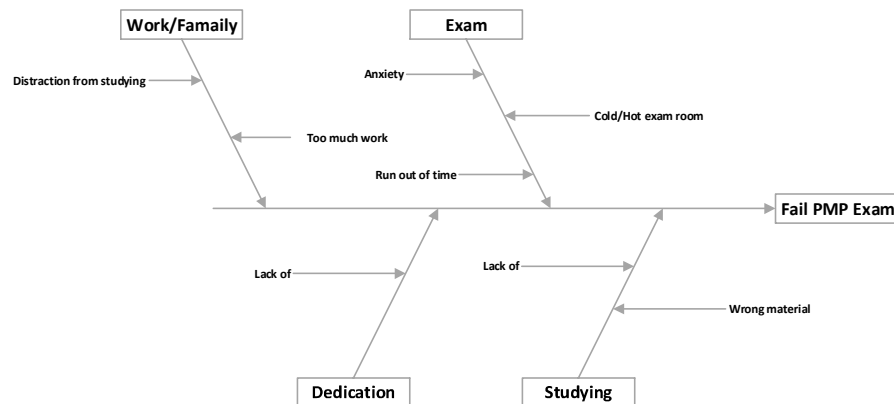 Work/Famaily
Exam
Distraction from studying
Anxiety
Cold/Hot exam room
Too much work
Run out of time
Fail PMP Exam
Lack of
Lack of
Wrong material
Dedication
Studying